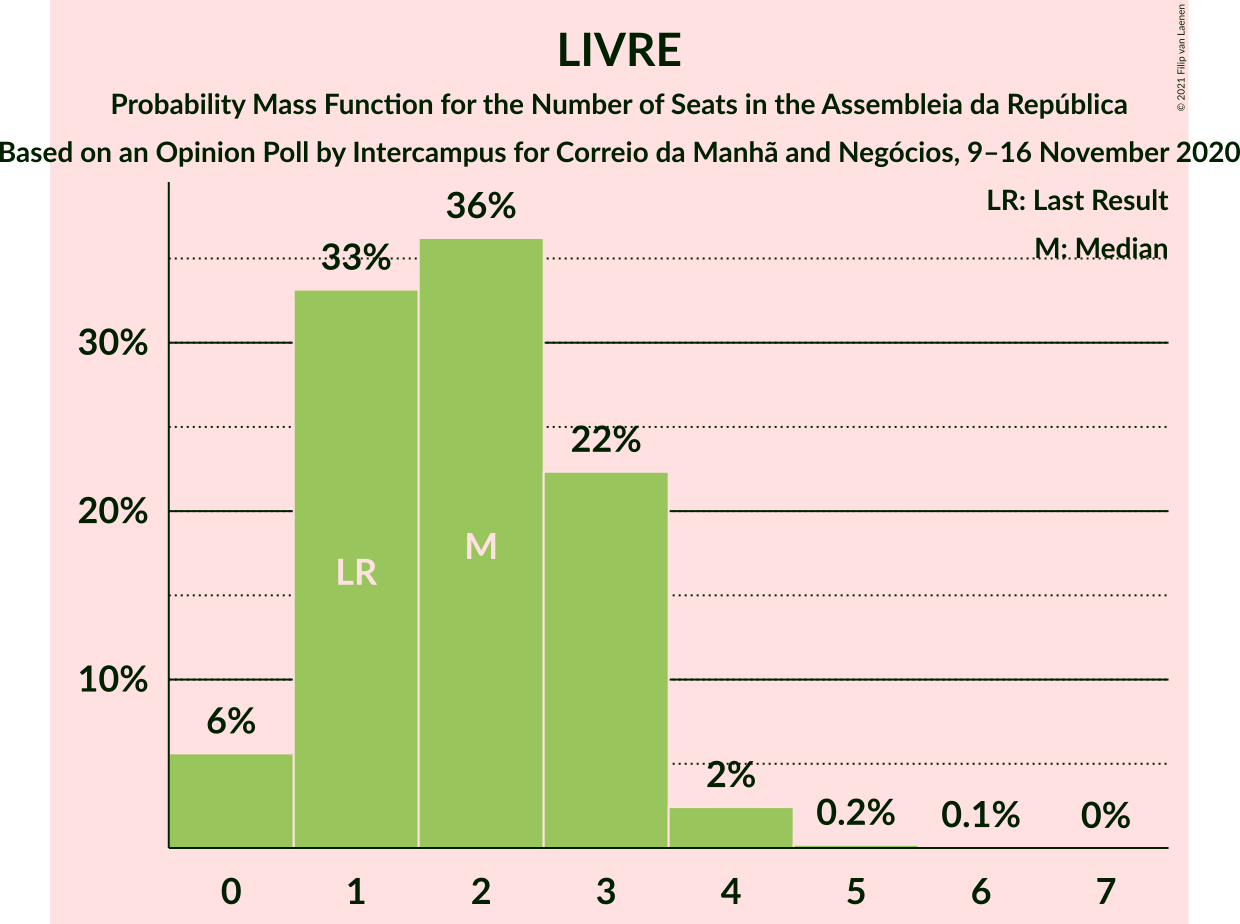 LIVRE
Probability Mass Function for the Number of Seats in the Assembleia da República
Based on an Opinion Poll by Intercampus for Correio da Manhã and Negócios, 9–16 November 2020
© 2021 Filip van Laenen
LR: Last Result
M: Median
36%
33%
30%
22%
20%
M
LR
10%
6%
2%
0.2%
0.1%
0%
0 1 2 3 4 5 6 7